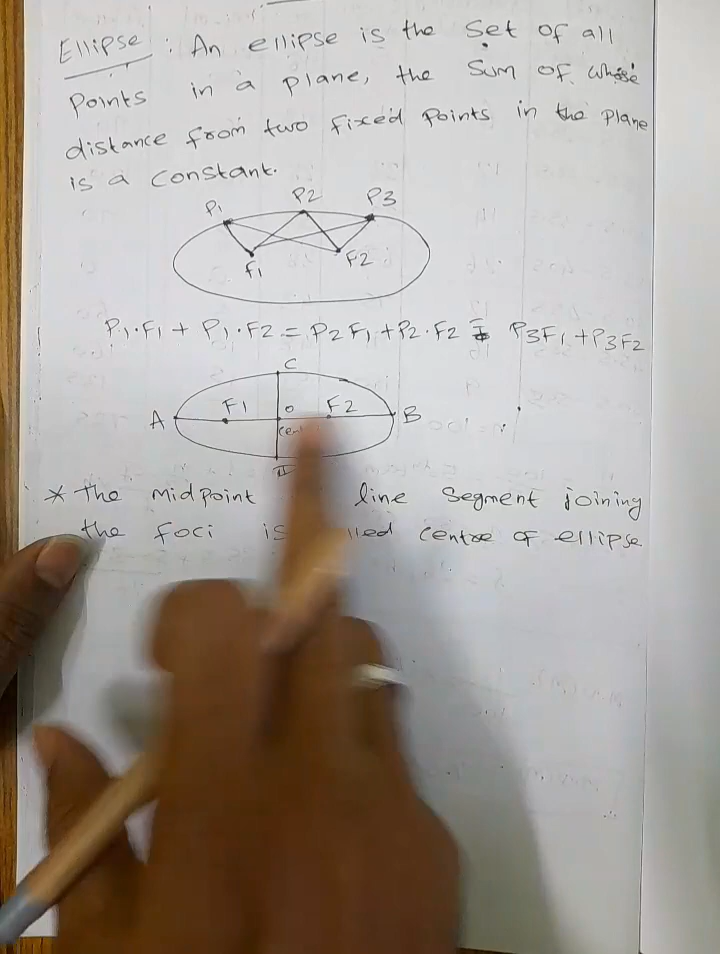 Ellipse : An ellipse is the set of all
points in a plane, the sum of whose
distance from two fixed points in the plane
is a constant.
P1 P2 P3
F1 F2
P1.F1 + P1.F2 = P2F1 + P2.F2 = P3F1 + P3F2
C
A F1 O F2 B
D
* The midpoint line segment joining
the foci is centre of ellipse